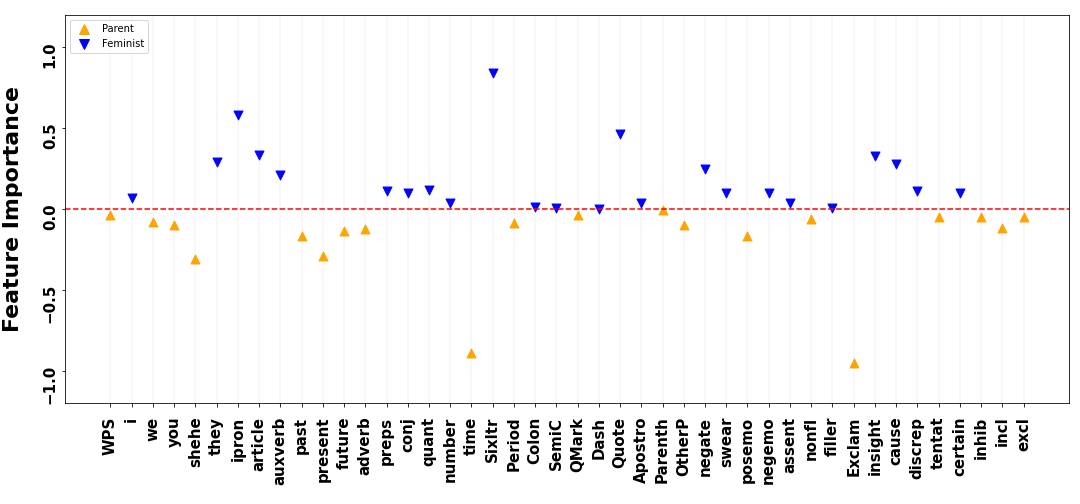 Parent
Feminist
Feature Importance
1.0
0.5
0.0
−0.5
−1.0
WPS
i
we
you
shehe
they
ipron
article
auxverb
past
present
future
adverb
preps
conj
quant
number
time
Sixltr
Period
Colon
SemiC
QMark
Dash
Quote
Apostro
Parenth
OtherP
negate
swear
posemo
negemo
assent
nonfl
filler
Exclam
insight
cause
discrep
tentat
certain
inhib
incl
excl